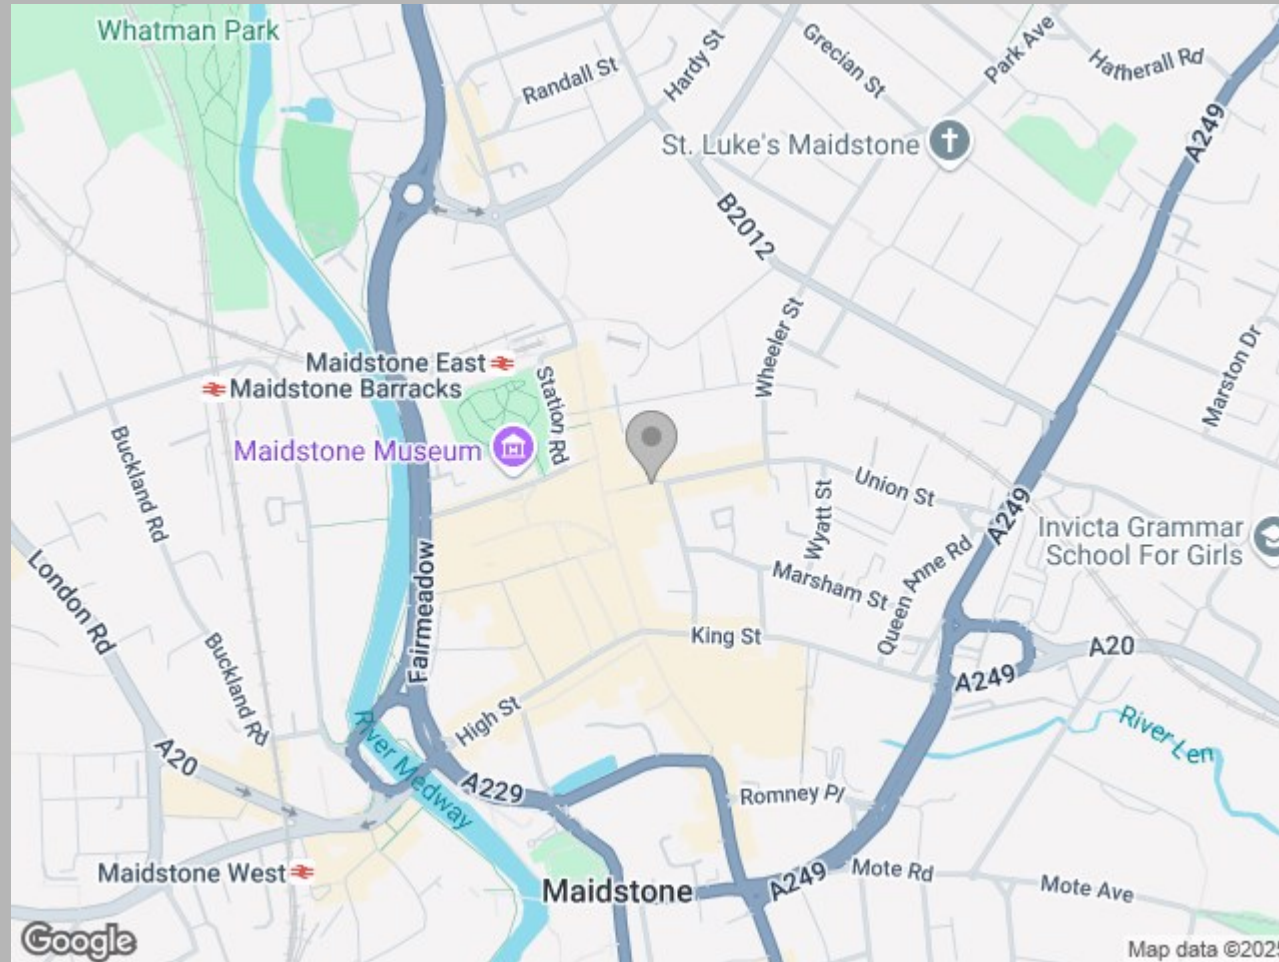 Whatman Park
Randall St
Hardy St
Grecian St
Park Ave
Hatherall Rd
A249
St. Luke's Maidstone
B2012
Wheeler St
Marston Dr
Maidstone East
Maidstone Barracks
Station Rd
Maidstone Museum
Buckland Rd
Union St
Wyatt St
A249
Invicta Grammar
School For Girls
Queen Anne Rd
Marsham St
London Rd
Fairmeadow
Buckland Rd
King St
A20
A249
High St
River Medway
River Len
A20
A229
Romney Pl
Maidstone West
Mote Rd
Maidstone
A249
Mote Ave
Google
Map data ©2025